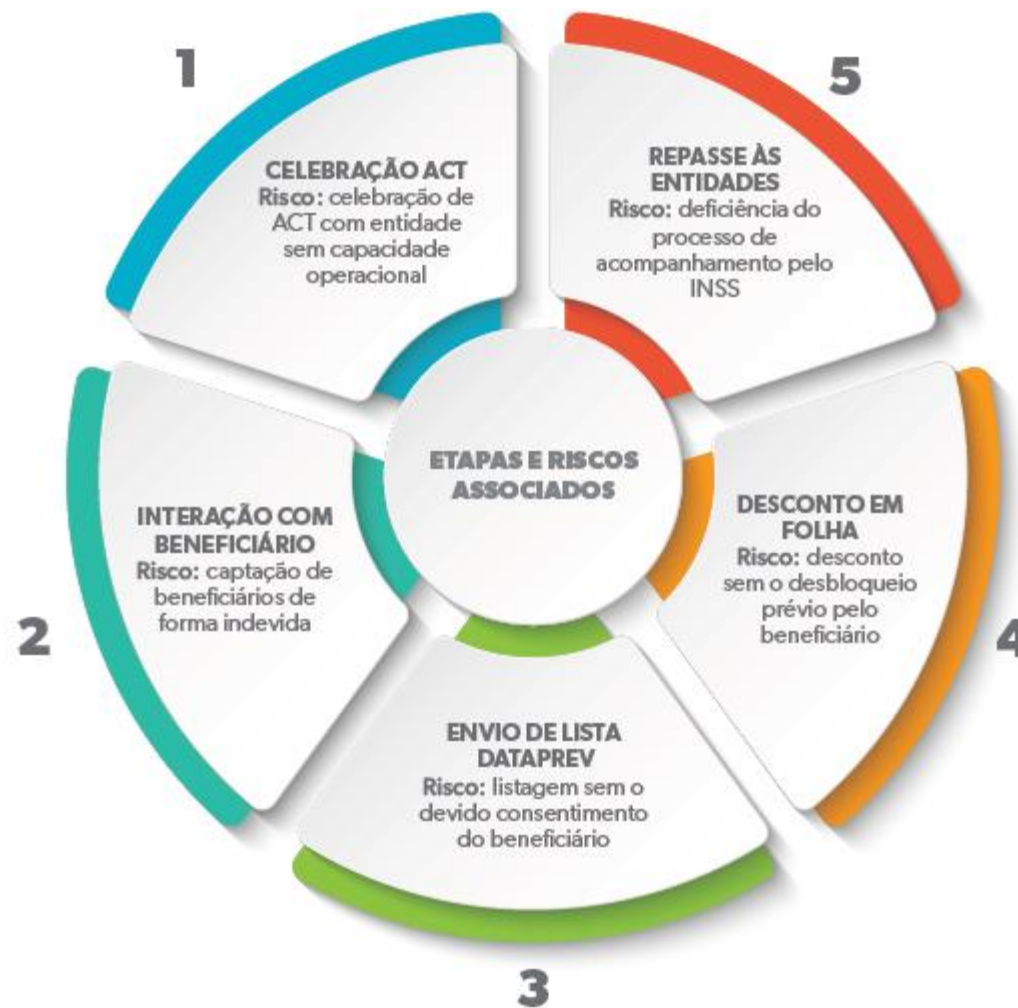 ETAPAS E RISCOS
ASSOCIADOS
1
CELEBRAÇÃO ACT
Risco: celebração de
ACT com entidade
sem capacidade
operacional
2
INTERAÇÃO COM
BENEFICIÁRIO
Risco: captação de
beneficiários de
forma indevida
3
ENVIO DE LISTA
DATAPREV
Risco: listagem sem o
devido consentimento
do beneficiário
4
DESCONTO EM
FOLHA
Risco: desconto
sem o desbloqueio
prévio pelo
beneficiário
5
REPASSE ÀS
ENTIDADES
Risco: deficiência do
processo de
acompanhamento pelo
INSS